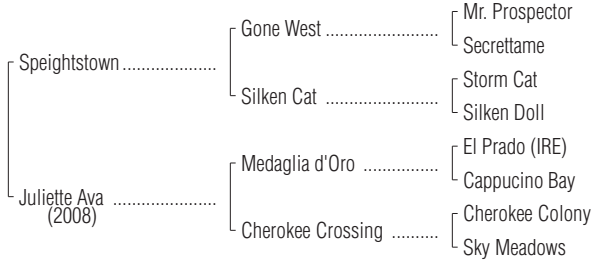 Mr. Prospector
Gone West ........................
Secrettame
Speightstown ....................
Storm Cat
Silken Cat ........................
Silken Doll
El Prado (IRE)
Medaglia d'Oro ................
Cappucino Bay
Juliette Ava ......................
(2008)
Cherokee Colony
Cherokee Crossing ..........
Sky Meadows